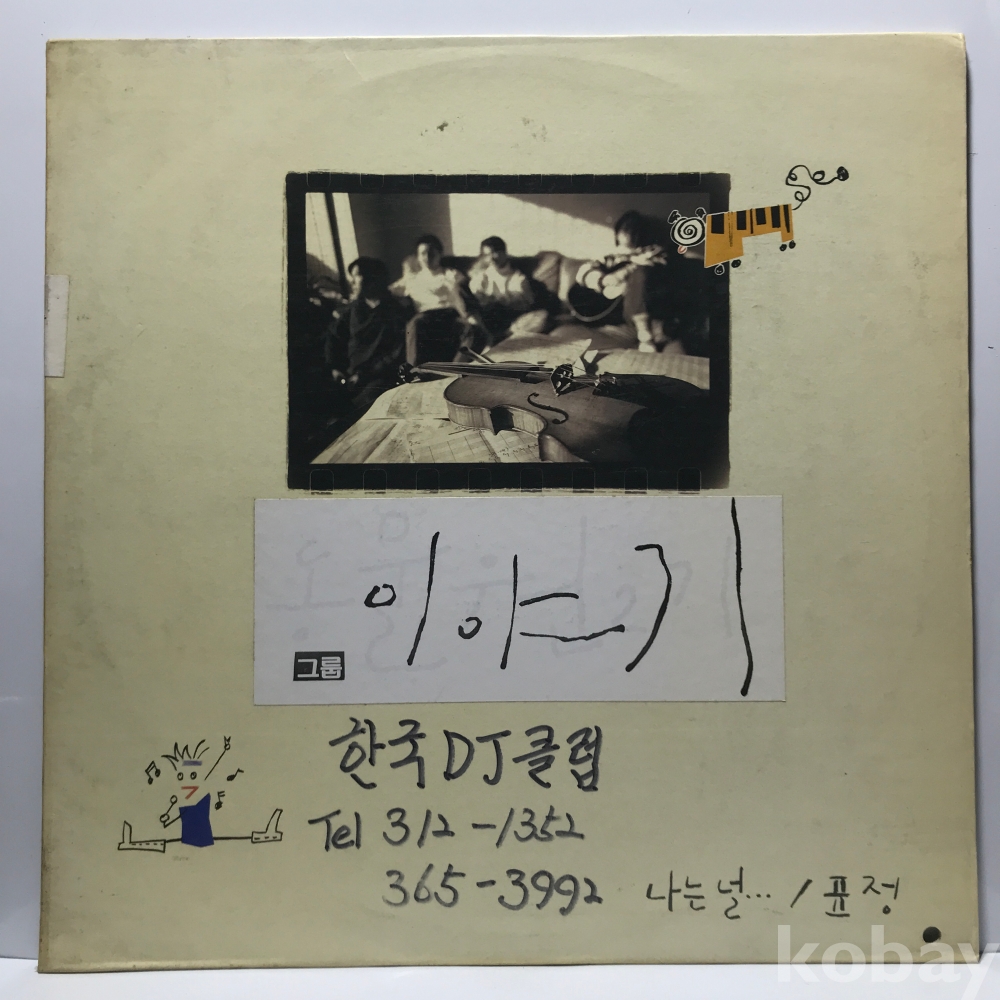 이야기
그룹
한국DJ클럽
Tel 312-1352
365-3992
나는 널... / 표정
kobay